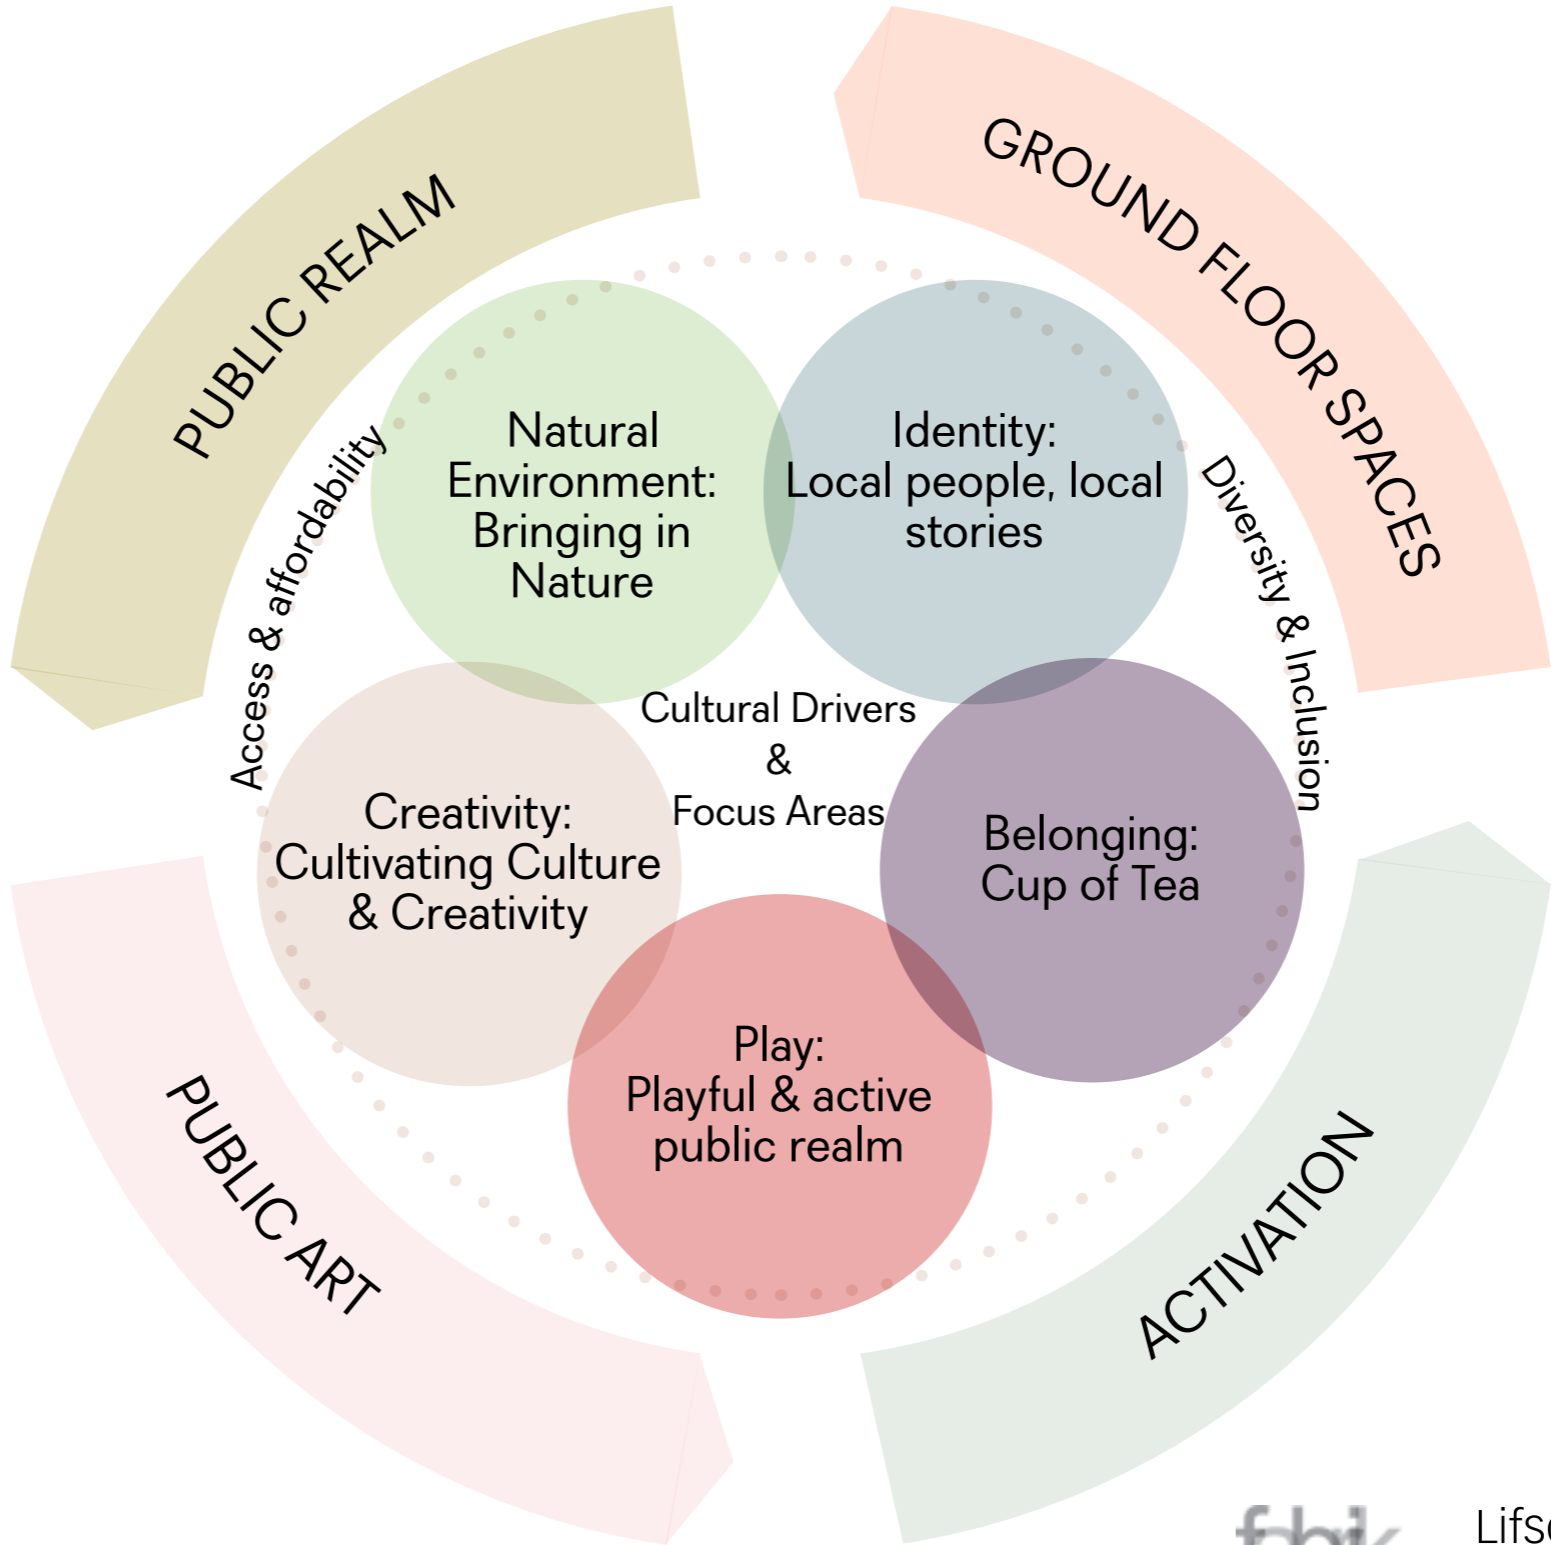 PUBLIC REALM
GROUND FLOOR SPACES
Access & affordability
Diversity & Inclusion
Natural
Environment:
Bringing in
Nature
Identity:
Local people, local
stories
Cultural Drivers
&
Focus Areas
Creativity:
Cultivating Culture
& Creativity
Belonging:
Cup of Tea
Play:
Playful & active
public realm
PUBLIC ART
ACTIVATION
fabrik